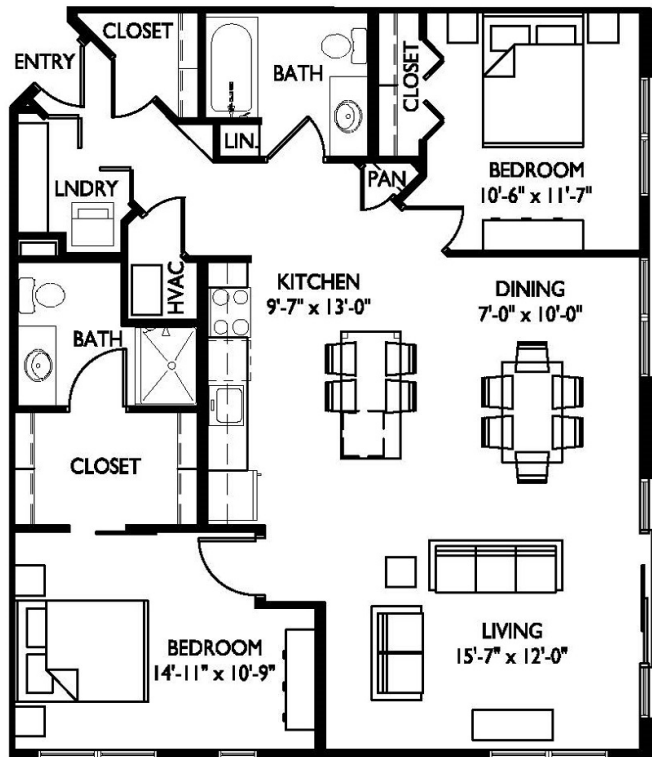 CLOSET
ENTRY
BATH
CLOSET
LIN.
PAN
BEDROOM
10'-6" x 11'-7"
LNDRY
HVAC
KITCHEN
9'-7" x 13'-0"
DINING
7'-0" x 10'-0"
BATH
CLOSET
BEDROOM
14'-11" x 10'-9"
LIVING
15'-7" x 12'-0"